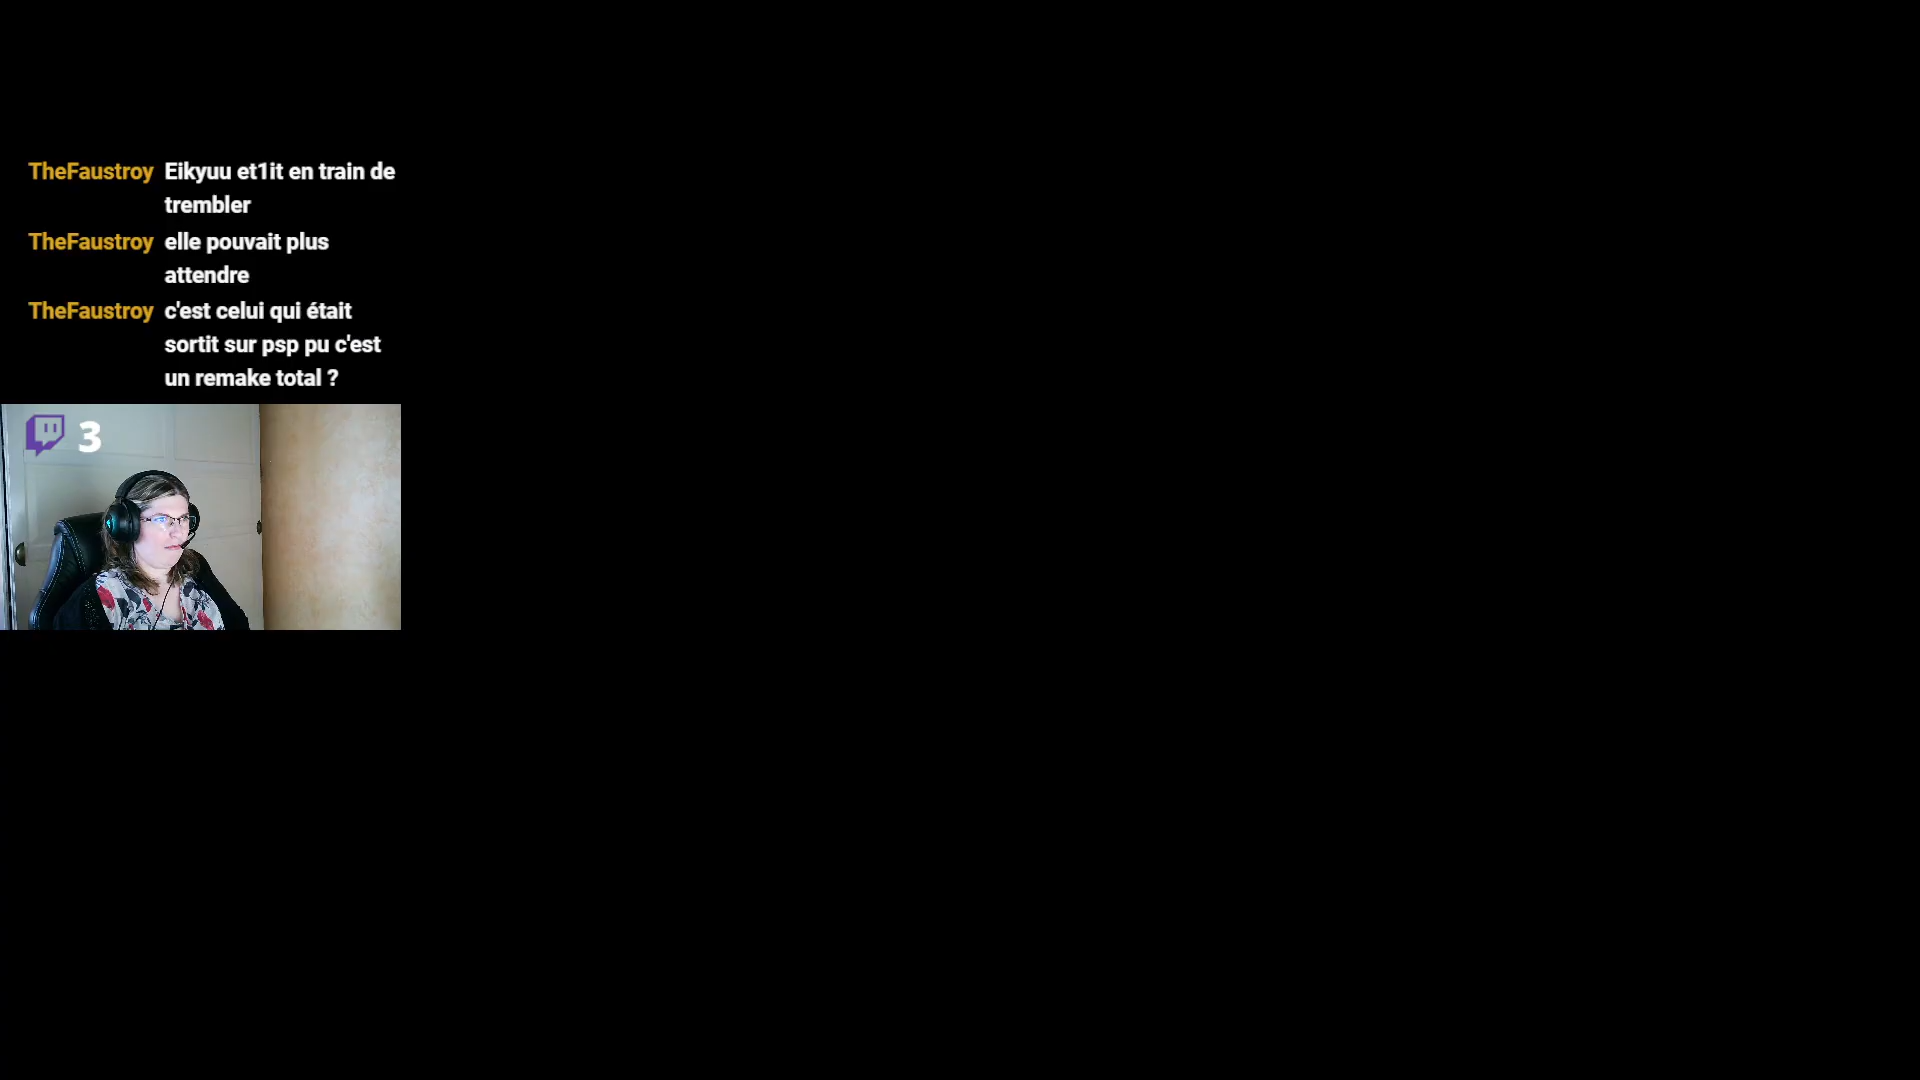 TheFaustroy Eikyuu et1it en train de
trembler
TheFaustroy elle pouvait plus
attendre
TheFaustroy c'est celui qui était
sortit sur psp pu c'est
un remake total ?
3